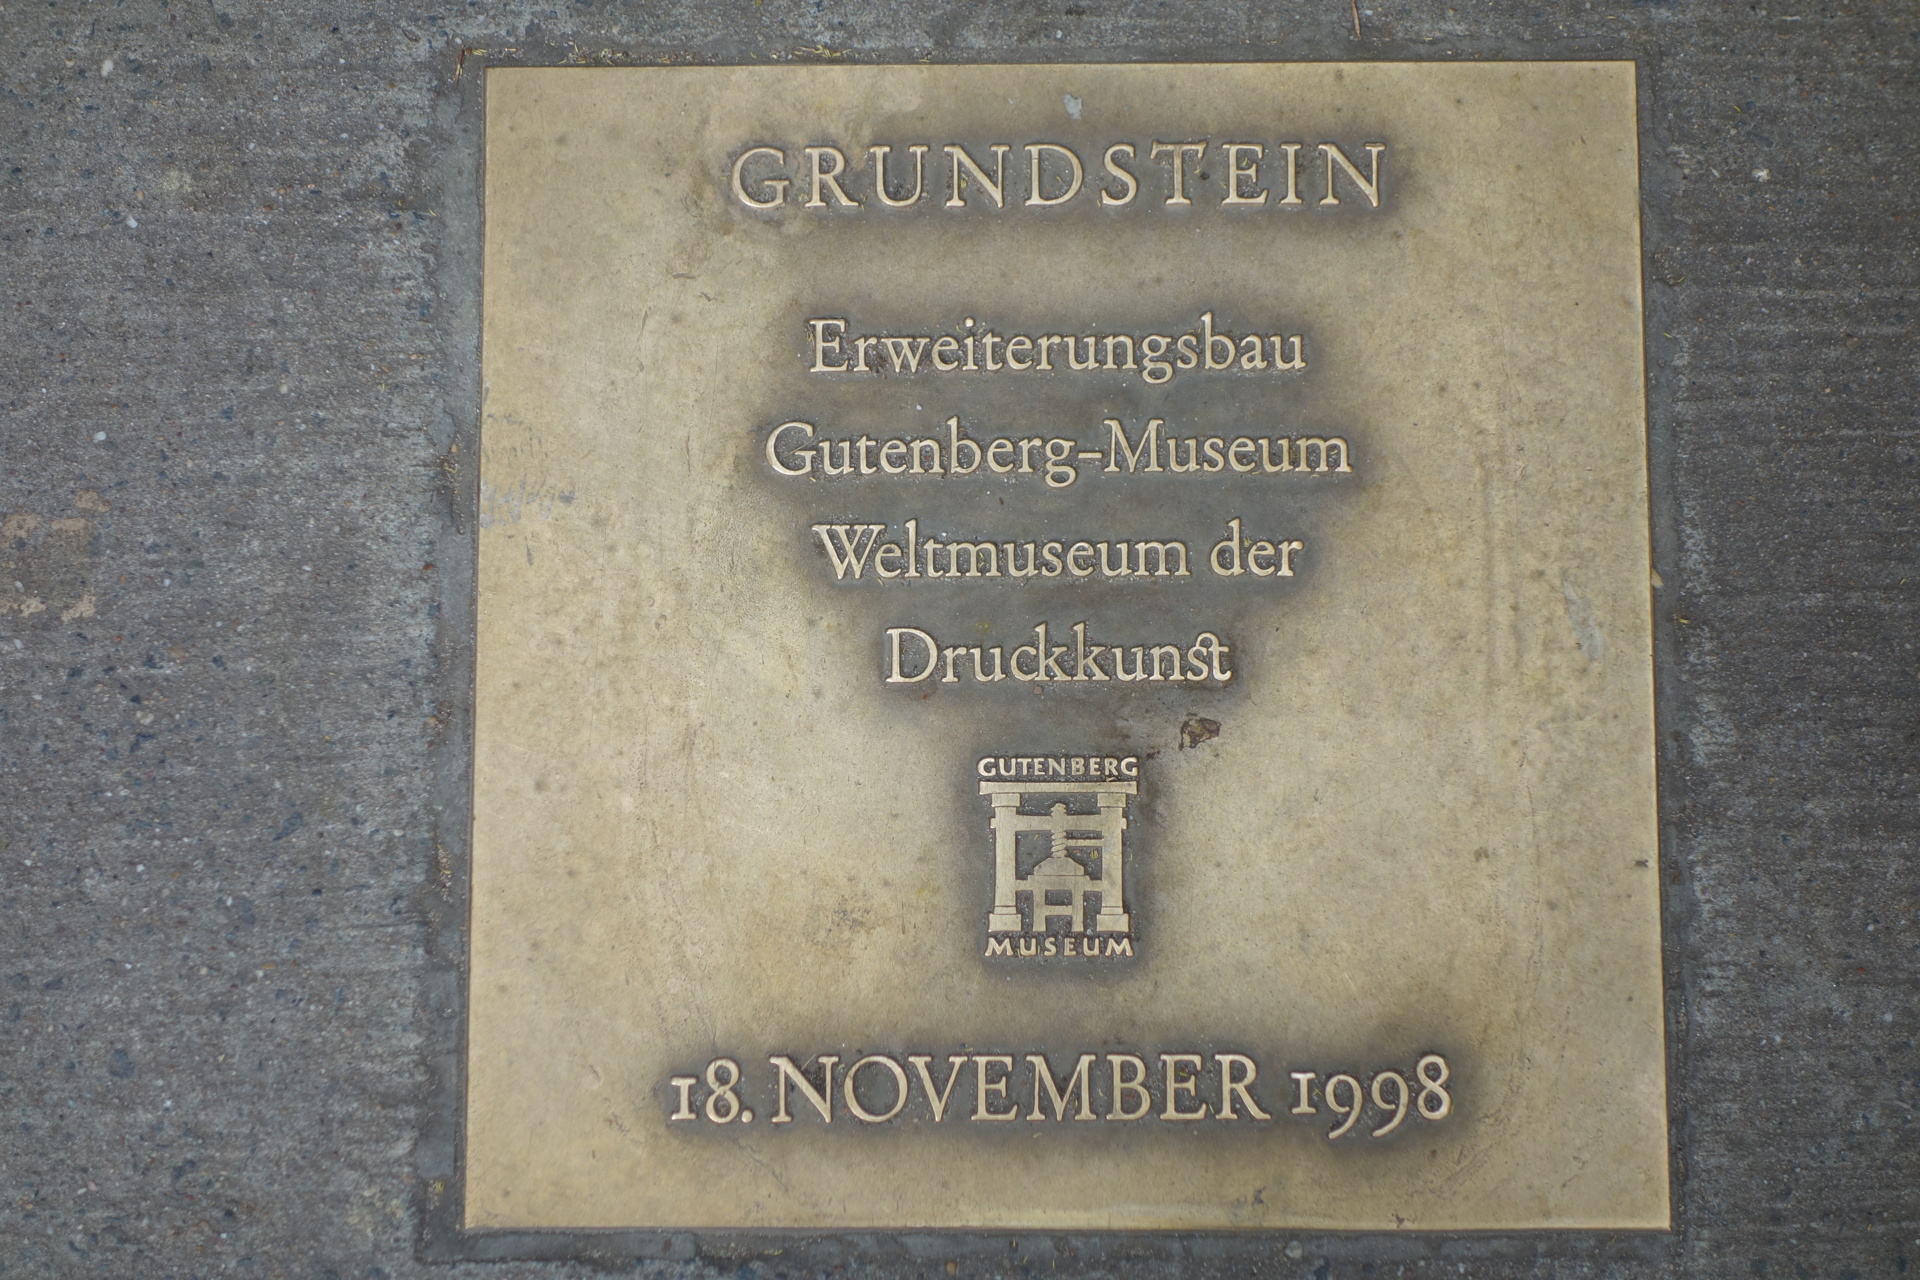 GRUNDSTEIN
Erweiterungsbau
Gutenberg-Museum
Weltmuseum der
Druckkunst
GUTENBERG
MUSEUM
18. NOVEMBER 1998